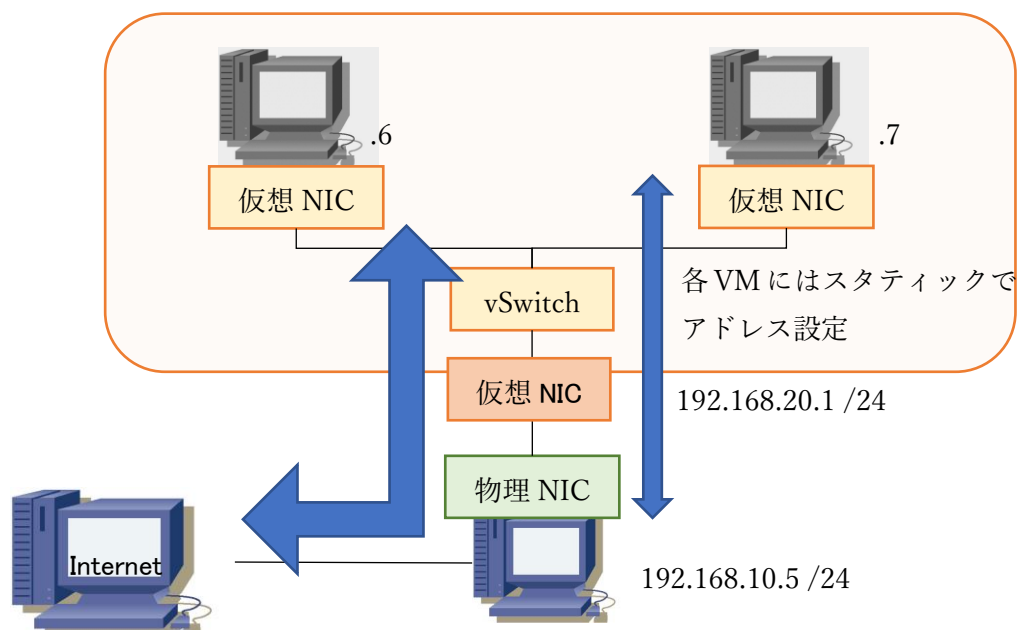 .6
.7
仮想 NIC
仮想 NIC
各 VM にはスタティックで
アドレス設定
vSwitch
仮想 NIC
192.168.20.1 /24
物理 NIC
Internet
192.168.10.5 /24